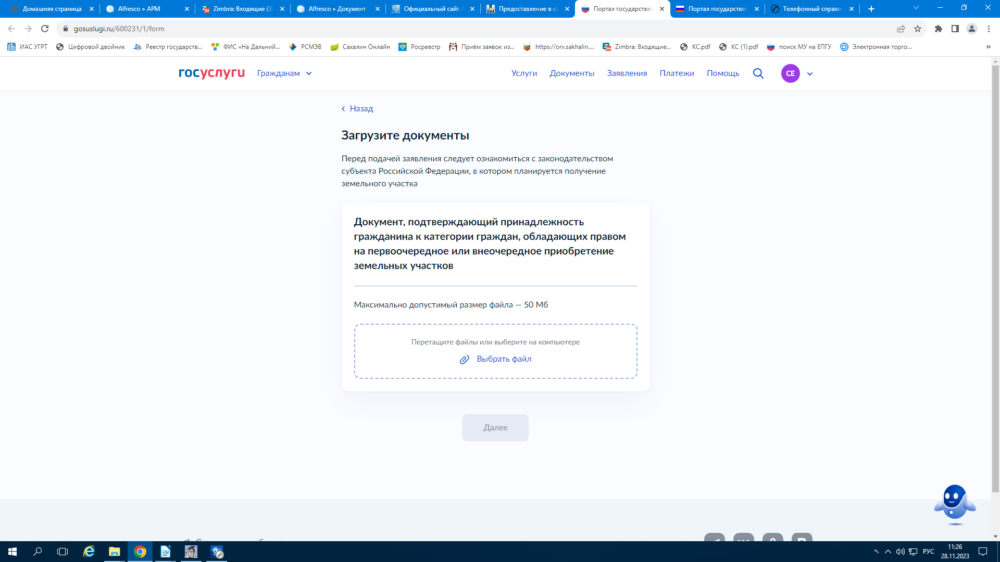 Домашняя страница
Alfresco » АРМ
Zimbra: Входящие (32
Alfresco » Документ
Официальный сайт А
Предоставление в со
Портал государствен
Портал государствен
Телефонный справо
gosuslugi.ru/600231/1/form
ИАС УГРТ
Цифровой двойник
Реестр государств...
ФИС «На Дальний...
РСМЭВ
Сахалин Онлайн
Росреестр
Приём заявок из...
https://orv.sakhalin....
Zimbra: Входящие...
КС.pdf
КС (1).pdf
поиск МУ на ЕПГУ
Электронная торго...
госуслуги
Гражданам
Услуги
Документы
Заявления
Платежи
Помощь
СЕ
Назад
Загрузите документы
Перед подачей заявления следует ознакомиться с законодательством
субъекта Российской Федерации, в котором планируется получение
земельного участка
Документ, подтверждающий принадлежность
гражданина к категории граждан, обладающих правом
на первоочередное или внеочередное приобретение
земельных участков
Максимально допустимый размер файла — 50 Мб
Перетащите файлы или выберите на компьютере
Выбрать файл
Далее
РУС
11:26
28.11.2023